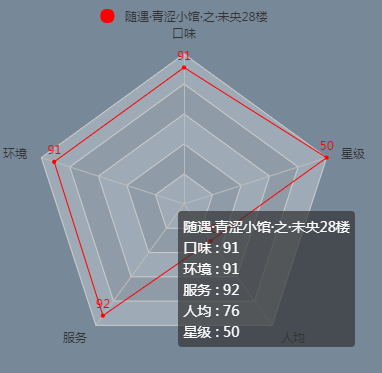 随遇·青涩小馆·之·未央28楼
口味
91
50
91
环境
星级
随遇·青涩小馆·之·未央28楼
口味 : 91
环境 : 91
服务 : 92
人均 : 76
星级 : 50
92
服务
人均